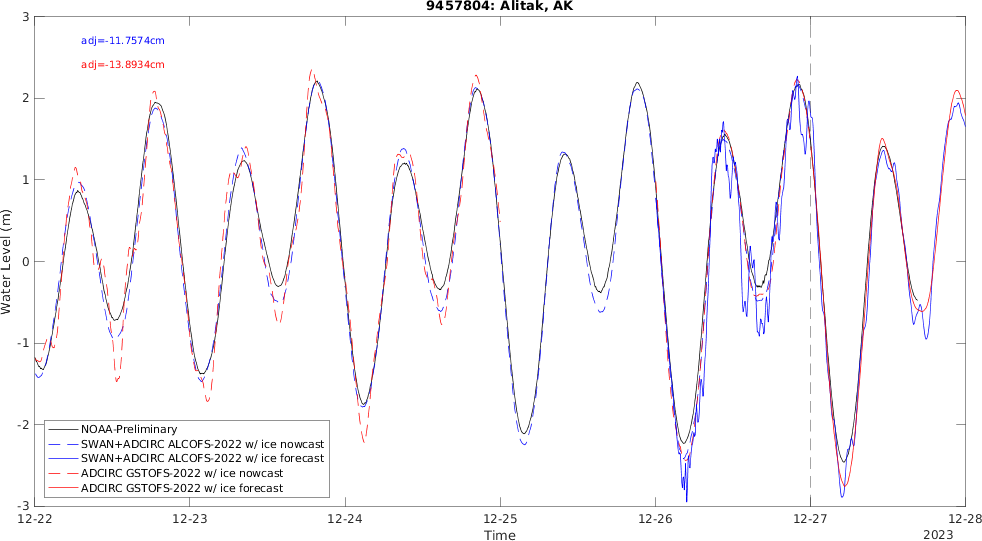 9457804: Alitak, AK
adj=-11.7574cm
adj=-13.8934cm
3
2
1
0
-1
-2
-3
Water Level (m)
NOAA-Preliminary
SWAN+ADCIRC ALCOFS-2022 w/ ice nowcast
SWAN+ADCIRC ALCOFS-2022 w/ ice forecast
ADCIRC GSTOFS-2022 w/ ice nowcast
ADCIRC GSTOFS-2022 w/ ice forecast
12-22 12-23 12-24 12-25 12-26 12-27 12-28
Time
2023